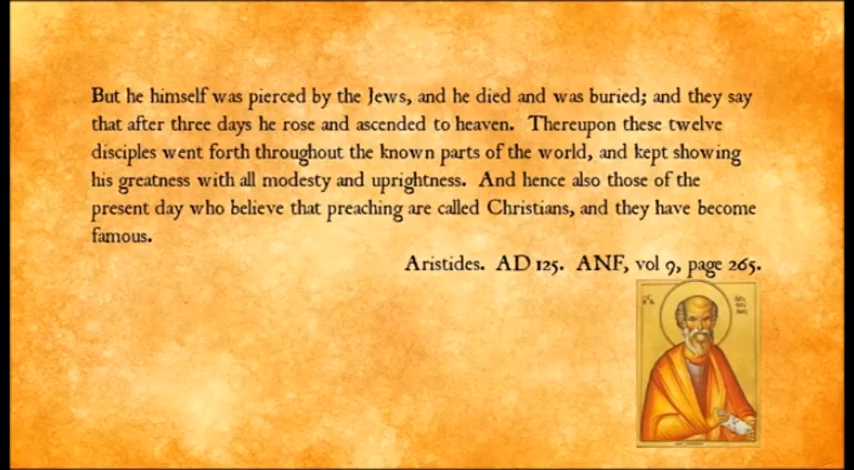 But he himself was pierced by the Jews, and he died and was buried; and they say
that after three days he rose and ascended to heaven. Thereupon these twelve
disciples went forth throughout the known parts of the world, and kept showing
his greatness with all modesty and uprightness. And hence also those of the
present day who believe that preaching are called Christians, and they have become
famous.
Aristides. AD 125. ANF, vol 9, page 265.